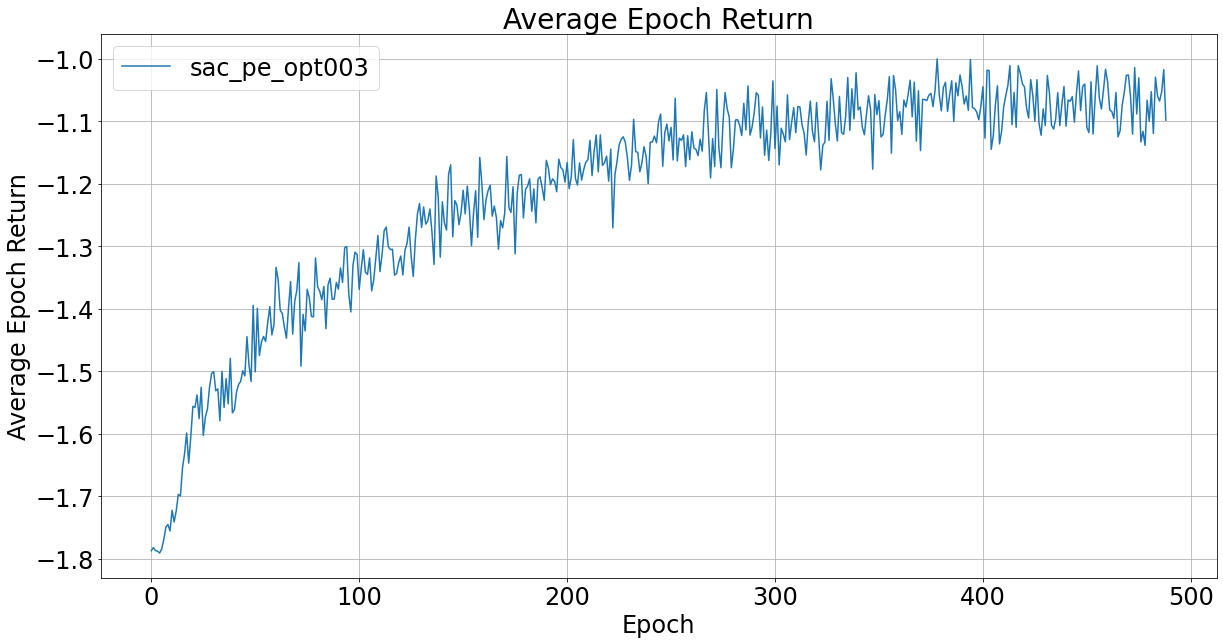 Average Epoch Return
sac_pe_opt003
Average Epoch Return
−1.0
−1.1
−1.2
−1.3
−1.4
−1.5
−1.6
−1.7
−1.8
0 100 200 300 400 500
Epoch